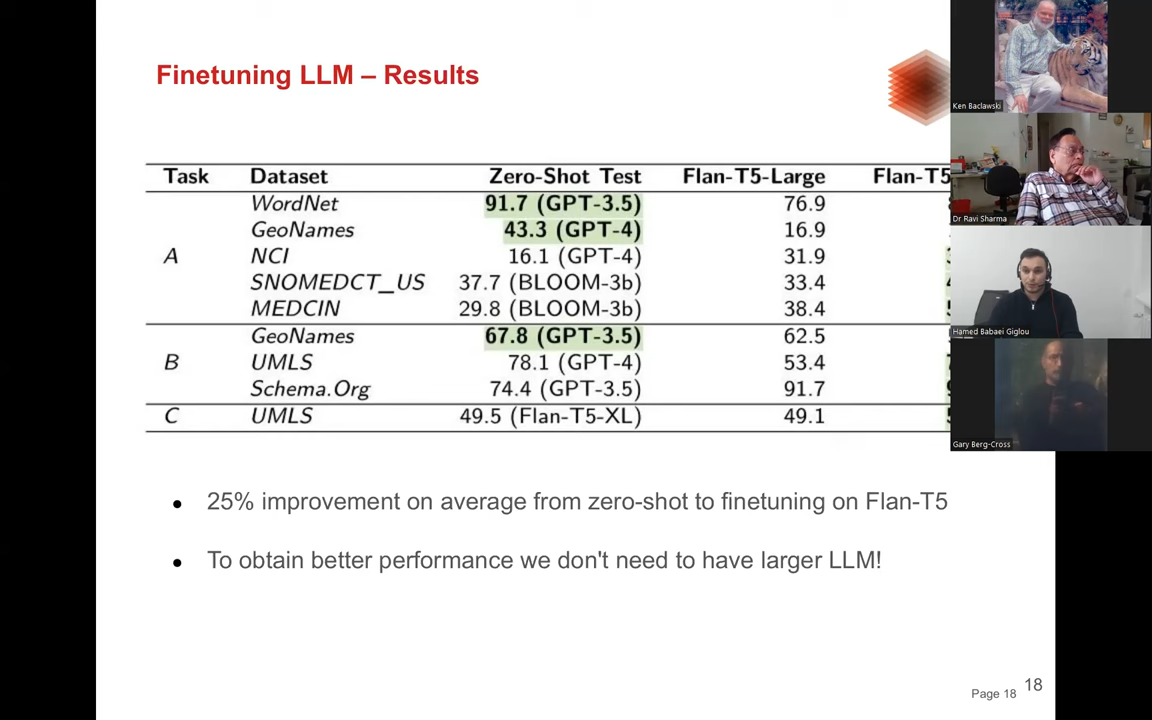 Finetuning LLM – Results
Task Dataset Zero-Shot Test Flan-T5-Large Flan-T5
WordNet 91.7 (GPT-3.5) 76.9
GeoNames 43.3 (GPT-4) 16.9
A NCI 16.1 (GPT-4) 31.9
SNOMEDCT_US 37.7 (BLOOM-3b) 33.4
MEDCIN 29.8 (BLOOM-3b) 38.4
GeoNames 67.8 (GPT-3.5) 62.5
B UMLS 78.1 (GPT-4) 53.4
Schema.Org 74.4 (GPT-3.5) 91.7
C UMLS 49.5 (Flan-T5-XL) 49.1
• 25% improvement on average from zero-shot to finetuning on Flan-T5
• To obtain better performance we don't need to have larger LLM!
Page 18 18
Ken Baclawski
Dr Ravi Sharma
Hamed Babaei Giglou
Gary Berg-Cross